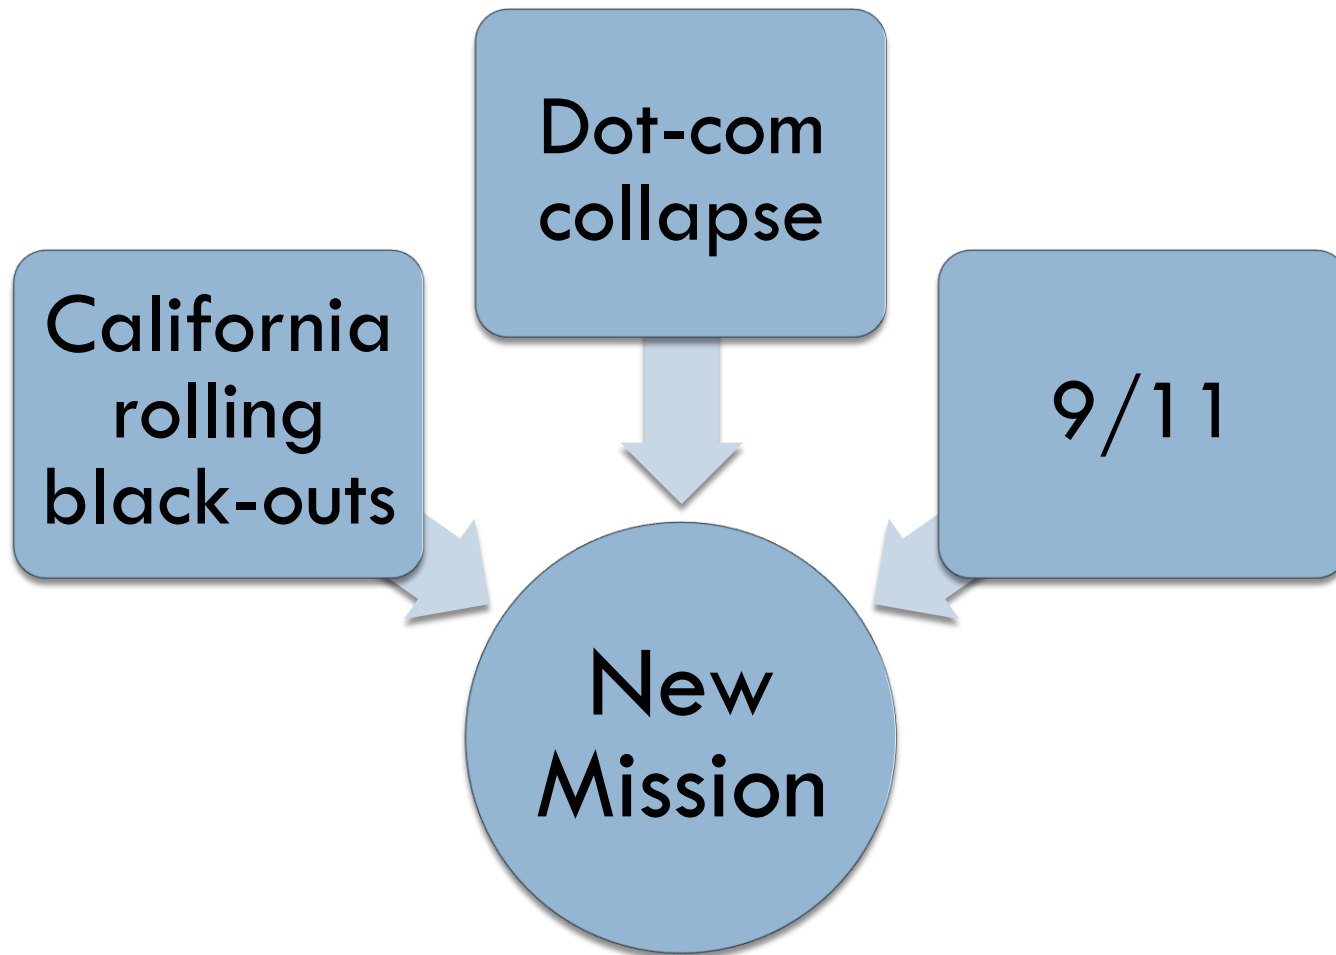 Dot-com
collapse
California
rolling
black-outs
9/11
New
Mission